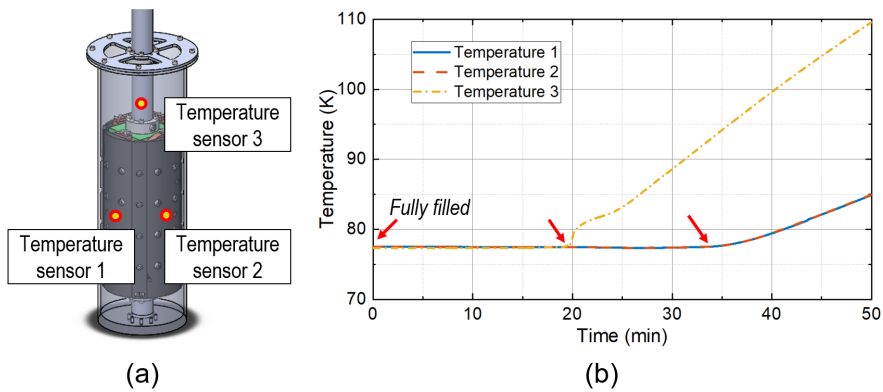 (a)
Temperature
sensor 3
Temperature
sensor 1
Temperature
sensor 2
(b)
Temperature (K)
110
100
90
80
70
Temperature 1
Temperature 2
Temperature 3
Fully filled
0
10
20
30
40
50
Time (min)
(a)
(b)